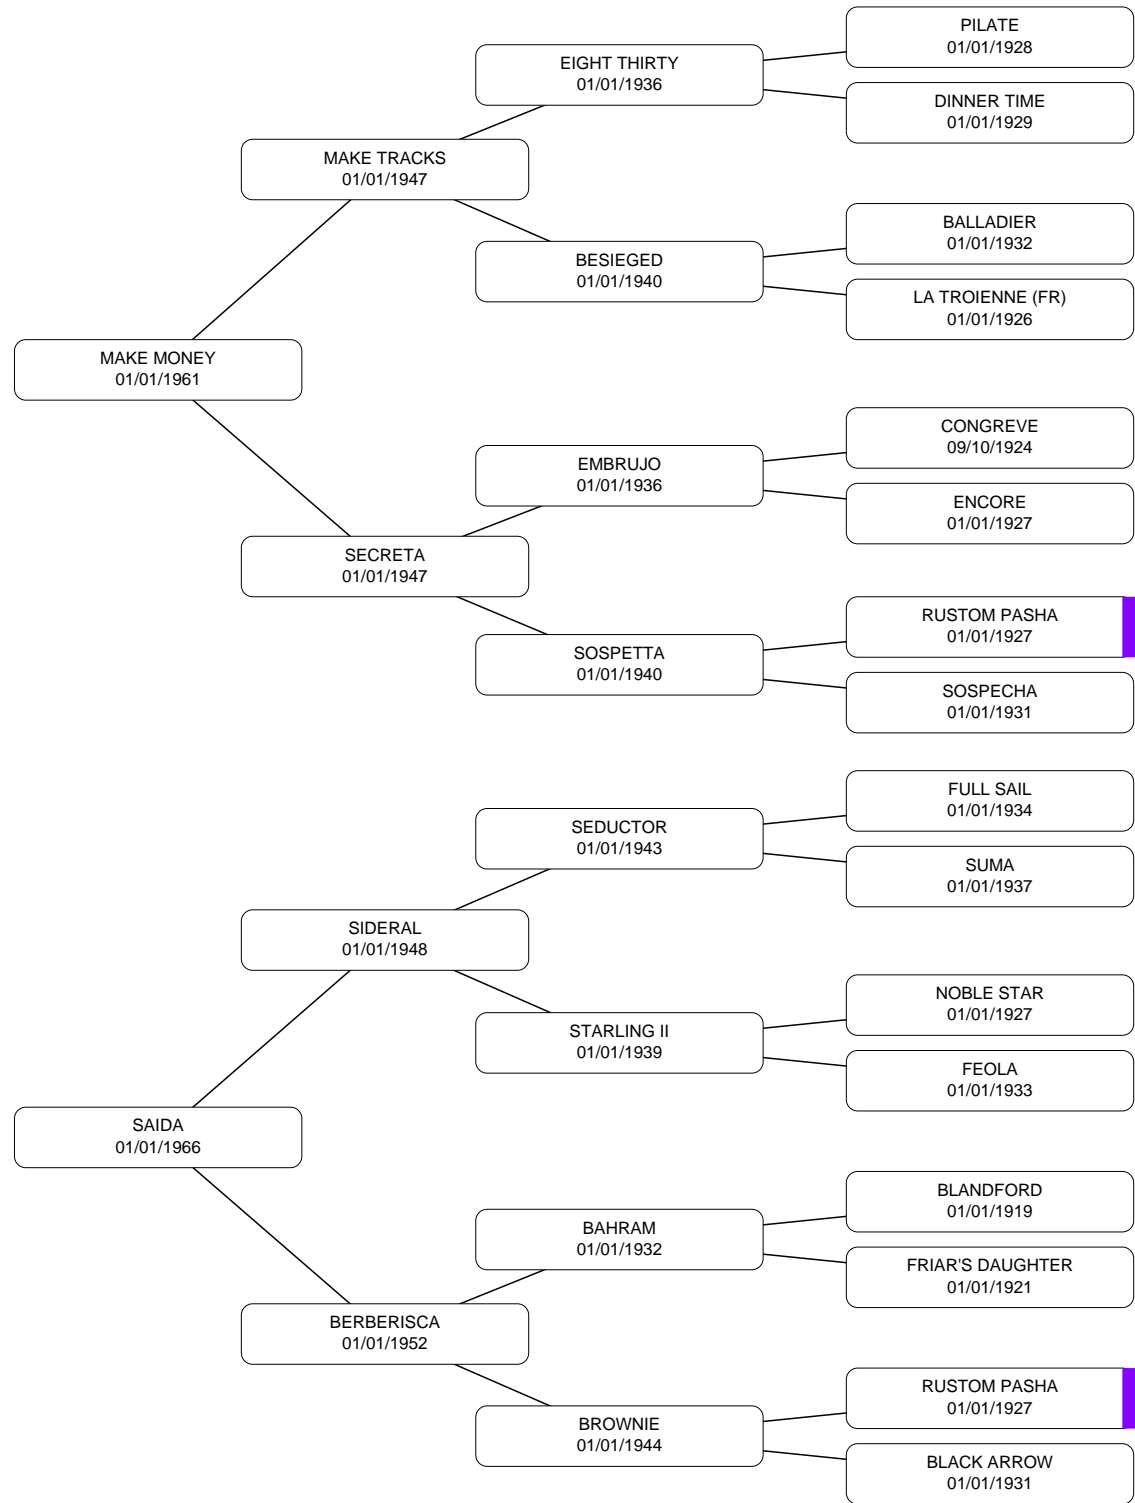 PILATE
01/01/1928
EIGHT THIRTY
01/01/1936
DINNER TIME
01/01/1929
MAKE TRACKS
01/01/1947
BALLADIER
01/01/1932
BESIEGED
01/01/1940
LA TROIENNE (FR)
01/01/1926
MAKE MONEY
01/01/1961
CONGREVE
09/10/1924
EMBRUJO
01/01/1936
ENCORE
01/01/1927
SECRETA
01/01/1947
RUSTOM PASHA
01/01/1927
SOSPETTA
01/01/1940
SOSPECHA
01/01/1931
FULL SAIL
01/01/1934
SEDUCTOR
01/01/1943
SUMA
01/01/1937
SIDERAL
01/01/1948
NOBLE STAR
01/01/1927
STARLING II
01/01/1939
FEOLA
01/01/1933
SAIDA
01/01/1966
BLANDFORD
01/01/1919
BAHRAM
01/01/1932
FRIAR'S DAUGHTER
01/01/1921
BERBERISCA
01/01/1952
RUSTOM PASHA
01/01/1927
BROWNIE
01/01/1944
BLACK ARROW
01/01/1931